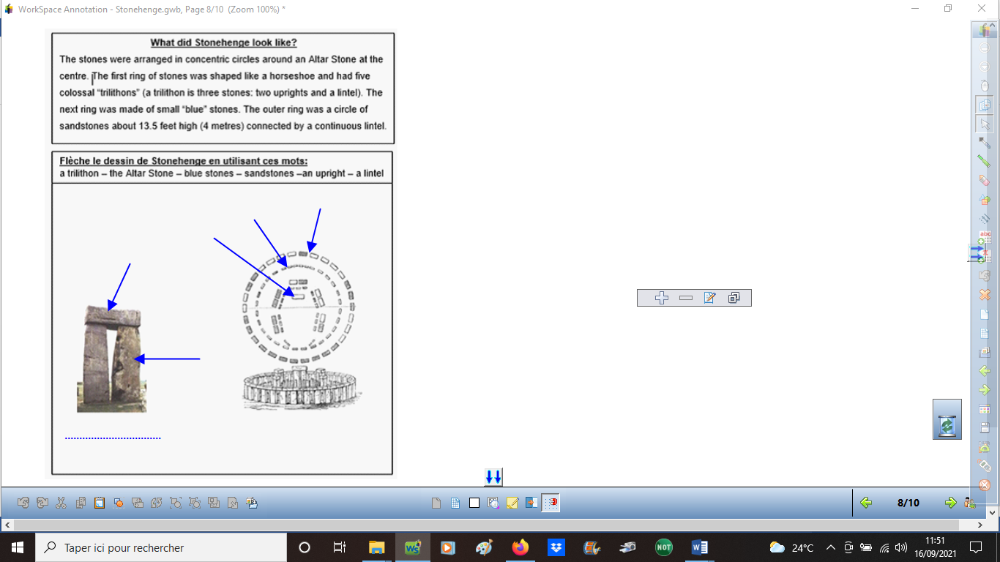 WorkSpace Annotation - Stonehenge.gwb, Page 8/10 (Zoom 100%) *
What did Stonehenge look like?
The stones were arranged in concentric circles around an Altar Stone at the
centre. The first ring of stones was shaped like a horseshoe and had five
colossal “trilithons” (a trilithon is three stones: two uprights and a lintel). The
next ring was made of small “blue” stones. The outer ring was a circle of
sandstones about 13.5 feet high (4 metres) connected by a continuous lintel.
Flèche le dessin de Stonehenge en utilisant ces mots:
a trilithon – the Altar Stone – blue stones – sandstones –an upright – a lintel
.................................
abc
π
8/10
Taper ici pour rechercher
WS
NOT
W
24°C
11:51
16/09/2021